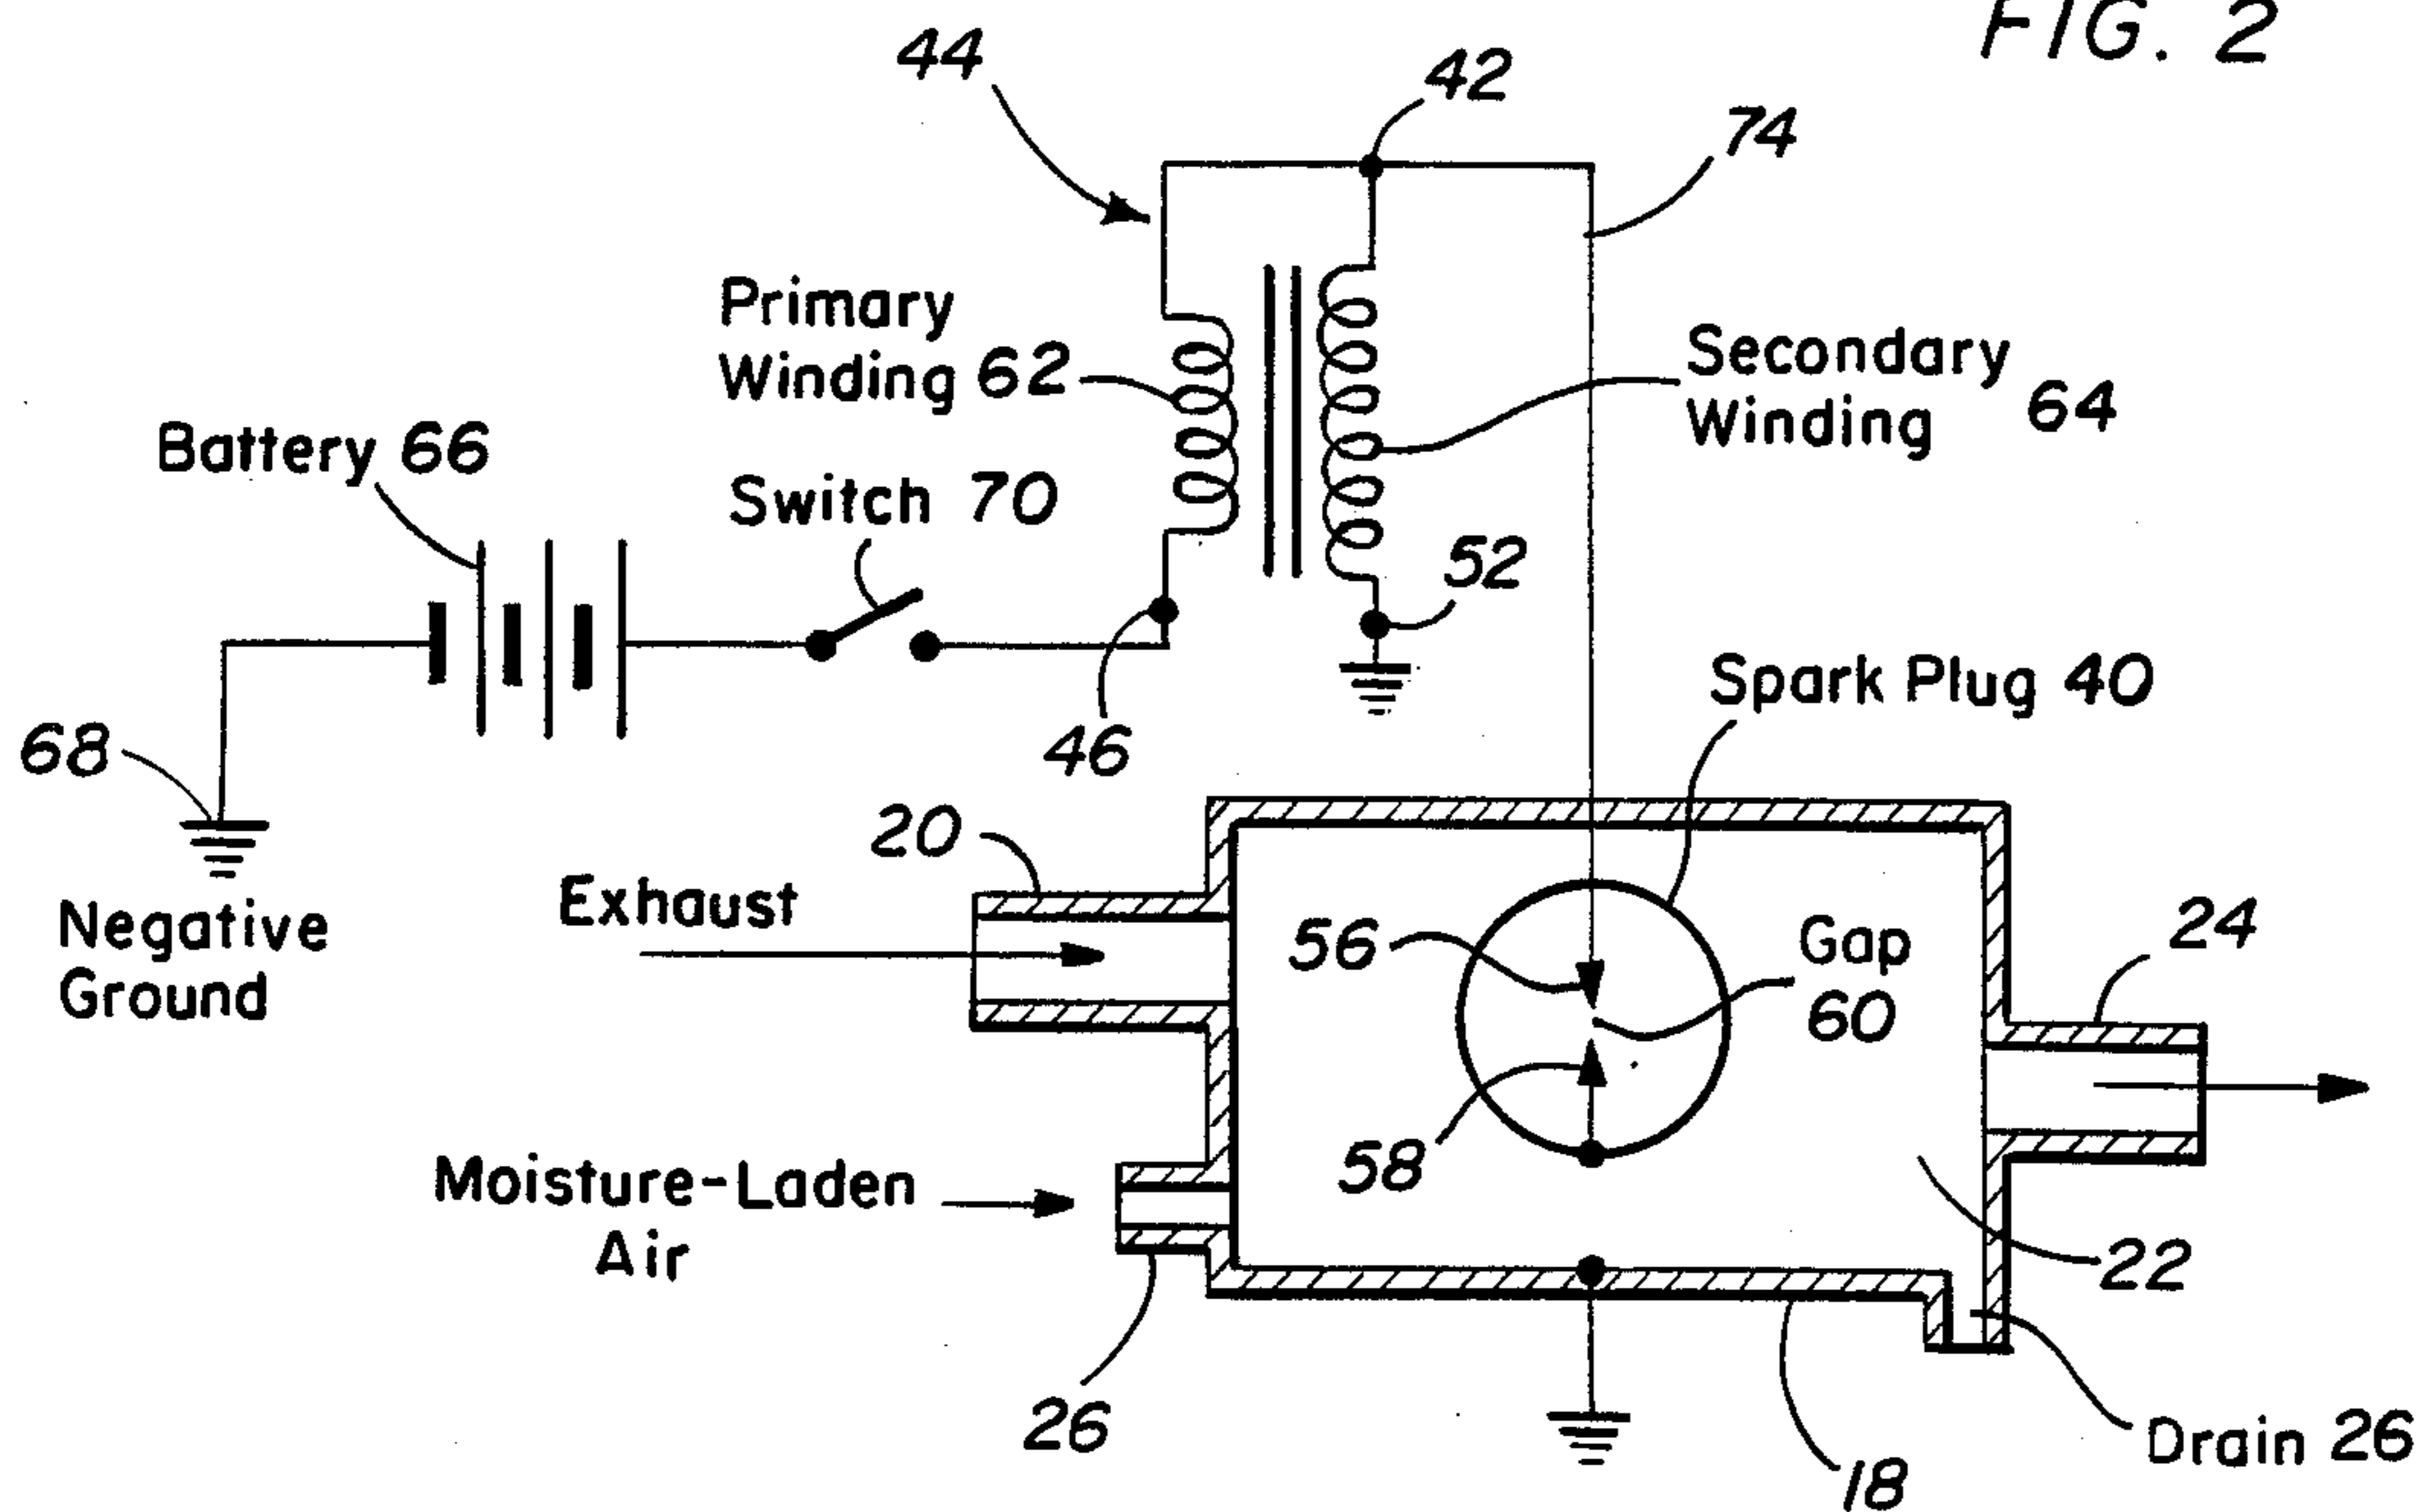 FIG. 2
44
42
74
Primary
Winding 62
Secondary
Winding 64
Battery 66
Switch 70
52
46
68
Negative
Ground
Spark Plug 40
20
Exhaust
56
Gap
60
24
58
Moisture-Laden
Air
22
26
Drain 26
18